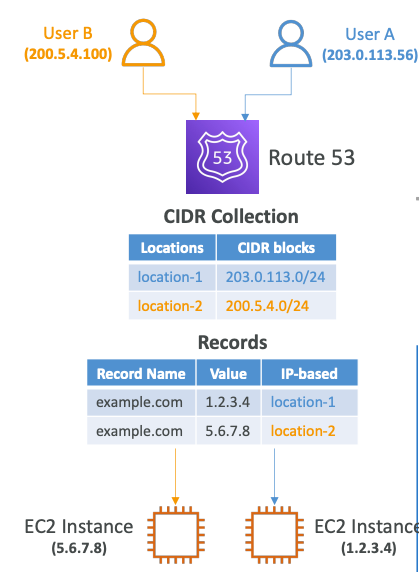 User B
(200.5.4.100)
User A
(203.0.113.56)
53
Route 53
CIDR Collection
Locations CIDR blocks
location-1 203.0.113.0/24
location-2 200.5.4.0/24
Records
Record Name Value IP-based
example.com 1.2.3.4 location-1
example.com 5.6.7.8 location-2
EC2 Instance
(5.6.7.8)
EC2 Instance
(1.2.3.4)